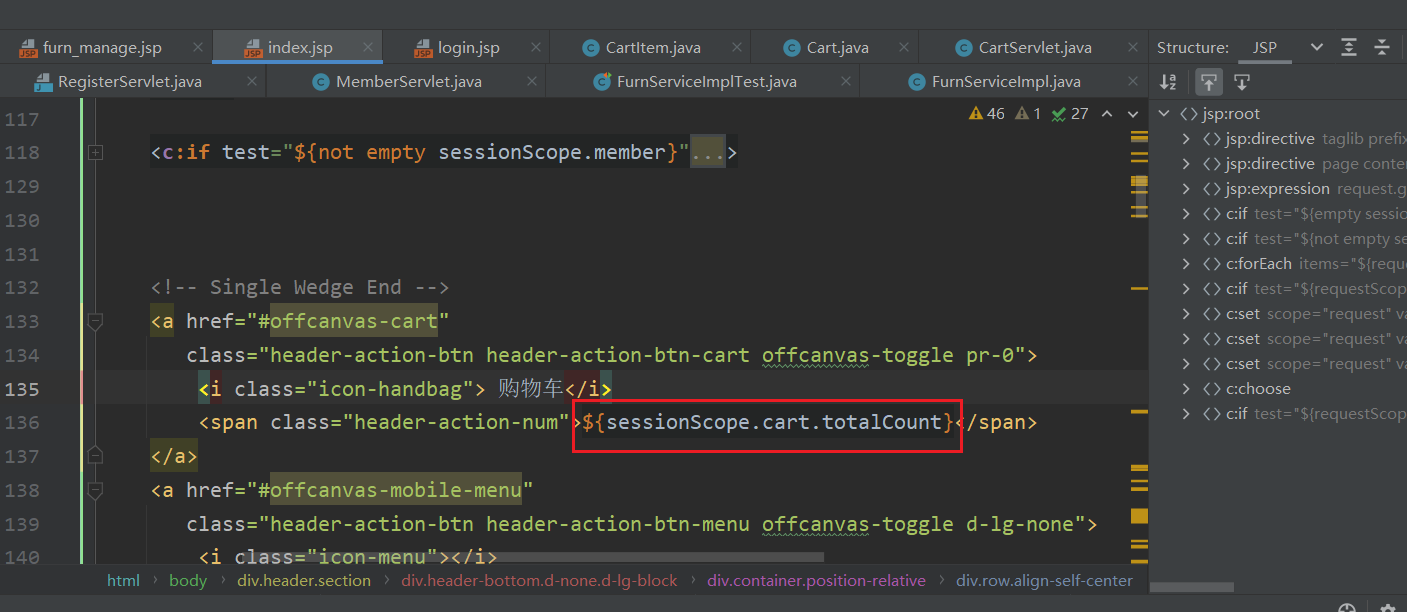 furn_manage.jsp
index.jsp
login.jsp
CartItem.java
Cart.java
CartServlet.java
Structure:
JSP
RegisterServlet.java
MemberServlet.java
FurnServiceImplTest.java
FurnServiceImpl.java
46
1
27
117
118 <c:if test="${not empty sessionScope.member}"...>
129
130
131
132 <!-- Single Wedge End -->
133 <a href="#offcanvas-cart"
134 class="header-action-btn header-action-btn-cart offcanvas-toggle pr-0">
135 <i class="icon-handbag"> 购物车</i>
136 <span class="header-action-num">${sessionScope.cart.totalCount}</span>
137 </a>
138 <a href="#offcanvas-mobile-menu"
139 class="header-action-btn header-action-btn-menu offcanvas-toggle d-lg-none">
140 <i class="icon-menu"></i>
jsp:root
jsp:directive taglib prefix
jsp:directive page conte
jsp:expression request.g
c:if test="${empty sessio
c:if test="${not empty se
c:forEach items="${requ
c:if test="${requestScop
c:set scope="request" va
c:set scope="request" va
c:set scope="request" va
c:choose
c:if test="${requestScop
html
body
div.header.section
div.header-bottom.d-none.d-lg-block
div.container.position-relative
div.row.align-self-center